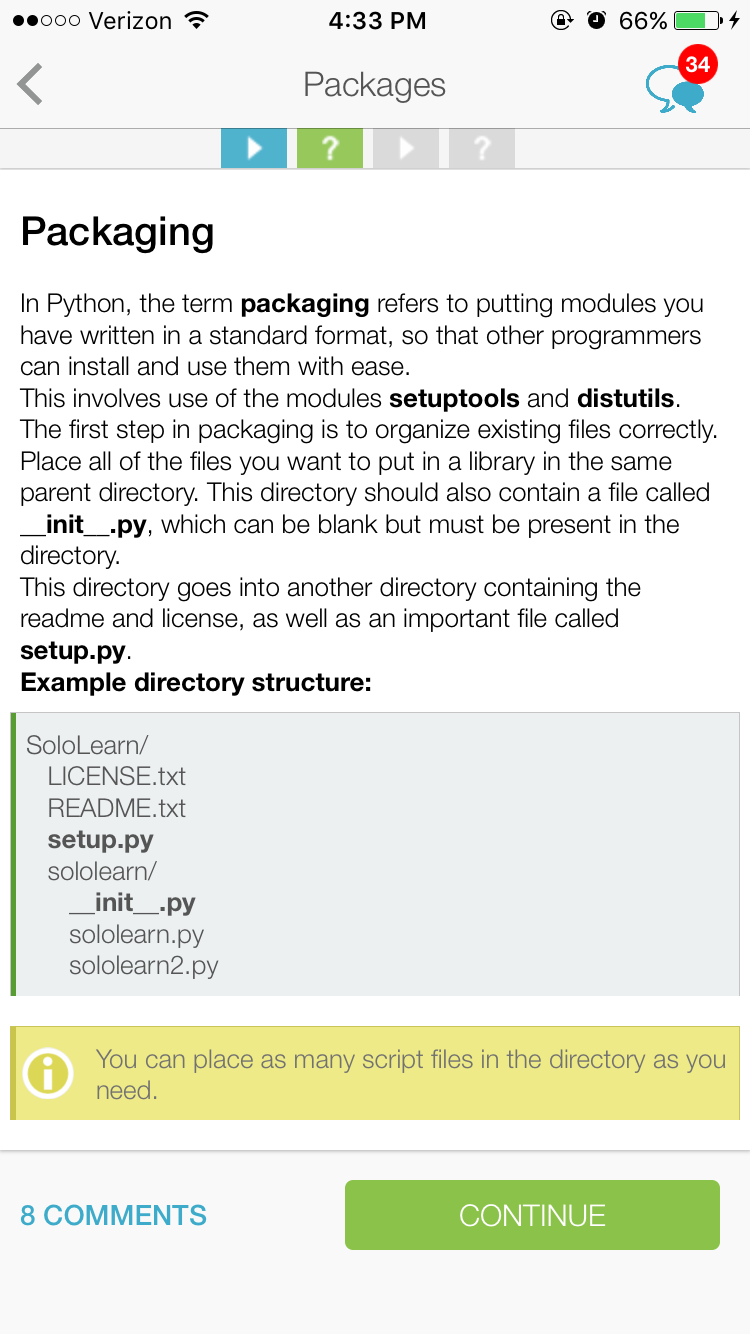 Verizon 4:33 PM 66%
Packages
34
? ?
Packaging
In Python, the term packaging refers to putting modules you
have written in a standard format, so that other programmers
can install and use them with ease.
This involves use of the modules setuptools and distutils.
The first step in packaging is to organize existing files correctly.
Place all of the files you want to put in a library in the same
parent directory. This directory should also contain a file called
__init__.py, which can be blank but must be present in the
directory.
This directory goes into another directory containing the
readme and license, as well as an important file called
setup.py.
Example directory structure:
SoloLearn/
LICENSE.txt
README.txt
setup.py
sololearn/
__init__.py
sololearn.py
sololearn2.py
You can place as many script files in the directory as you
need.
8 COMMENTS
CONTINUE